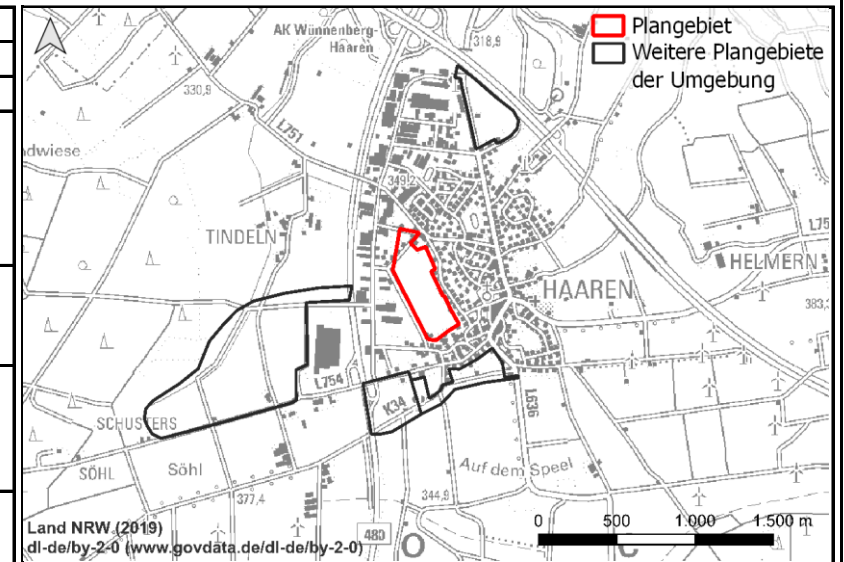 Plangebiet
Weitere Plangebiete
der Umgebung
AK Wünnenberg-
Haaren
318,9
330,9
L751
ndwiese
349,2
TINDELN
L75
HELMERN
HAAREN
383,3
L754
K34
L636
SCHUSTERS
SÖHL
Söhl
Auf dem Speel
377,4
344,9
480
O
C
0 500 1.000 1.500 m
Land NRW (2019)
dl-de/by-2-0 (www.govdata.de/dl-de/by-2-0)